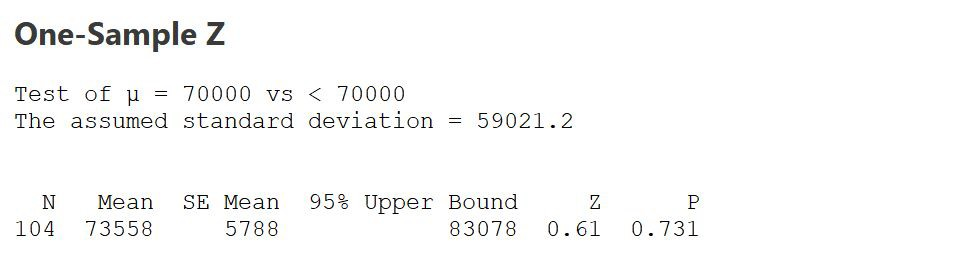 One-Sample Z
Test of μ = 70000 vs < 70000
The assumed standard deviation = 59021.2
N Mean SE Mean 95% Upper Bound Z P
104 73558 5788 83078 0.61 0.731